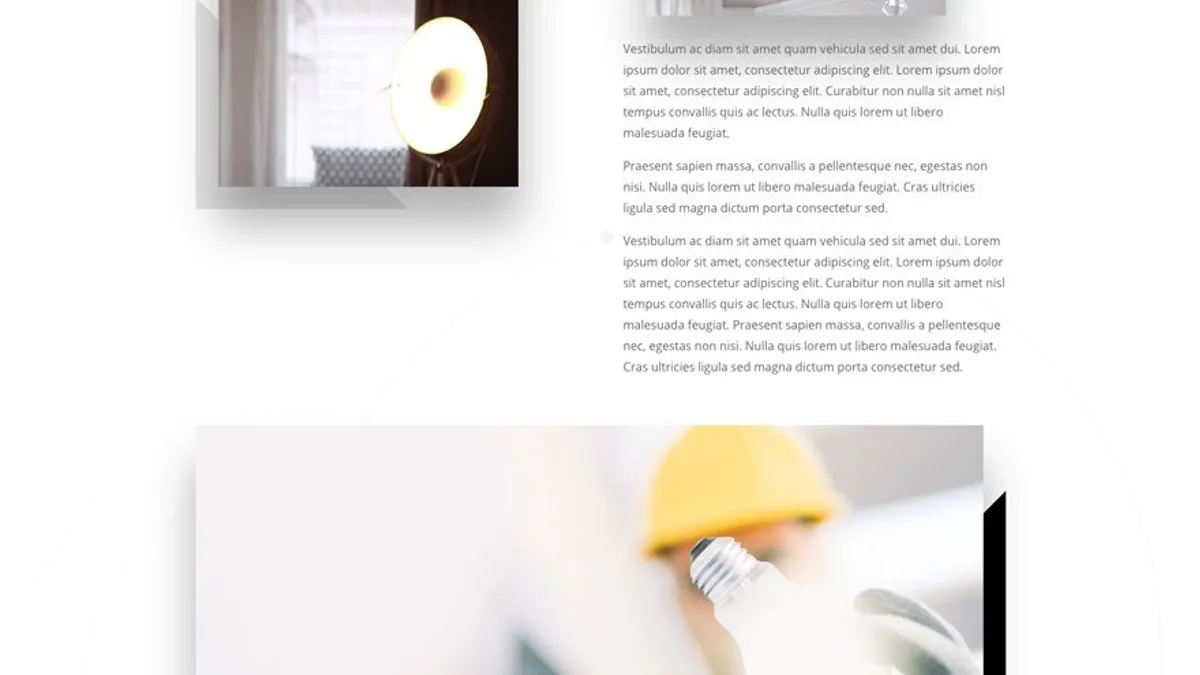 Vestibulum ac diam sit amet quam vehicula sed sit amet dui. Lorem
ipsum dolor sit amet, consectetur adipiscing elit. Lorem ipsum dolor
sit amet, consectetur adipiscing elit. Curabitur non nulla sit amet nisl
tempus convallis quis ac lectus. Nulla quis lorem ut libero
malesuada feugiat.
Praesent sapien massa, convallis a pellentesque nec, egestas non
nisi. Nulla quis lorem ut libero malesuada feugiat. Cras ultricies
ligula sed magna dictum porta consectetur sed.
Vestibulum ac diam sit amet quam vehicula sed sit amet dui. Lorem
ipsum dolor sit amet, consectetur adipiscing elit. Lorem ipsum dolor
sit amet, consectetur adipiscing elit. Curabitur non nulla sit amet nisl
tempus convallis quis ac lectus. Nulla quis lorem ut libero
malesuada feugiat. Praesent sapien massa, convallis a pellentesque
nec, egestas non nisi. Nulla quis lorem ut libero malesuada feugiat.
Cras ultricies ligula sed magna dictum porta consectetur sed.